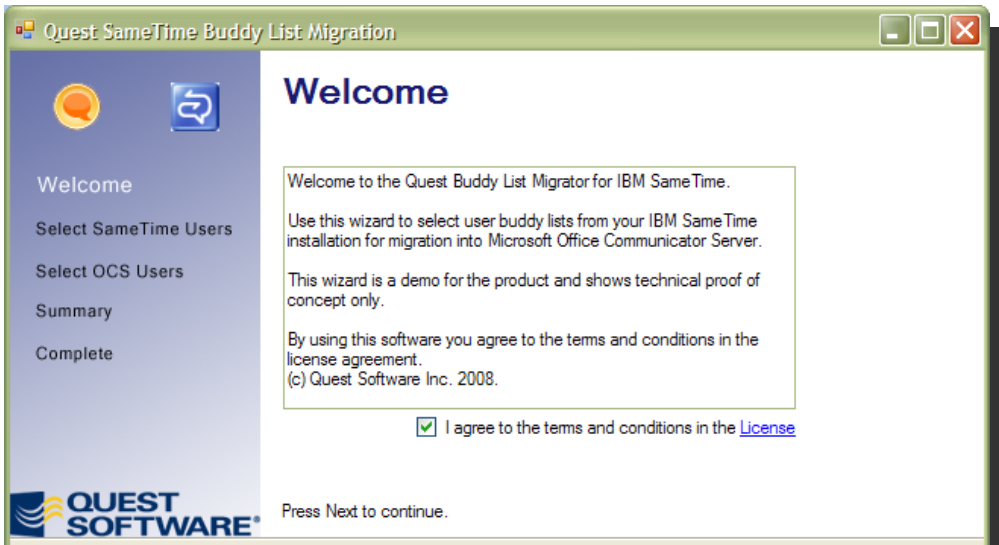 Quest SameTime Buddy List Migration
Welcome
Select SameTime Users
Select OCS Users
Summary
Complete
QUEST
SOFTWARE®
Welcome
Welcome to the Quest Buddy List Migrator for IBM SameTime.
Use this wizard to select user buddy lists from your IBM SameTime
installation for migration into Microsoft Office Communicator Server.
This wizard is a demo for the product and shows technical proof of
concept only.
By using this software you agree to the terms and conditions in the
license agreement.
(c) Quest Software Inc. 2008.
I agree to the terms and conditions in the License
Press Next to continue.